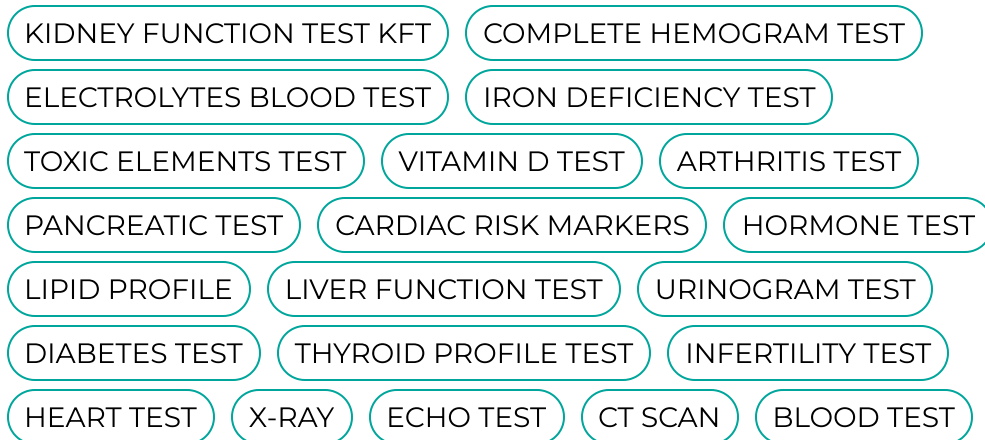 KIDNEY FUNCTION TEST KFT COMPLETE HEMOGRAM TEST
ELECTROLYTES BLOOD TEST IRON DEFICIENCY TEST
TOXIC ELEMENTS TEST VITAMIN D TEST ARTHRITIS TEST
PANCREATIC TEST CARDIAC RISK MARKERS HORMONE TEST
LIPID PROFILE LIVER FUNCTION TEST URINOGRAM TEST
DIABETES TEST THYROID PROFILE TEST INFERTILITY TEST
HEART TEST X-RAY ECHO TEST CT SCAN BLOOD TEST